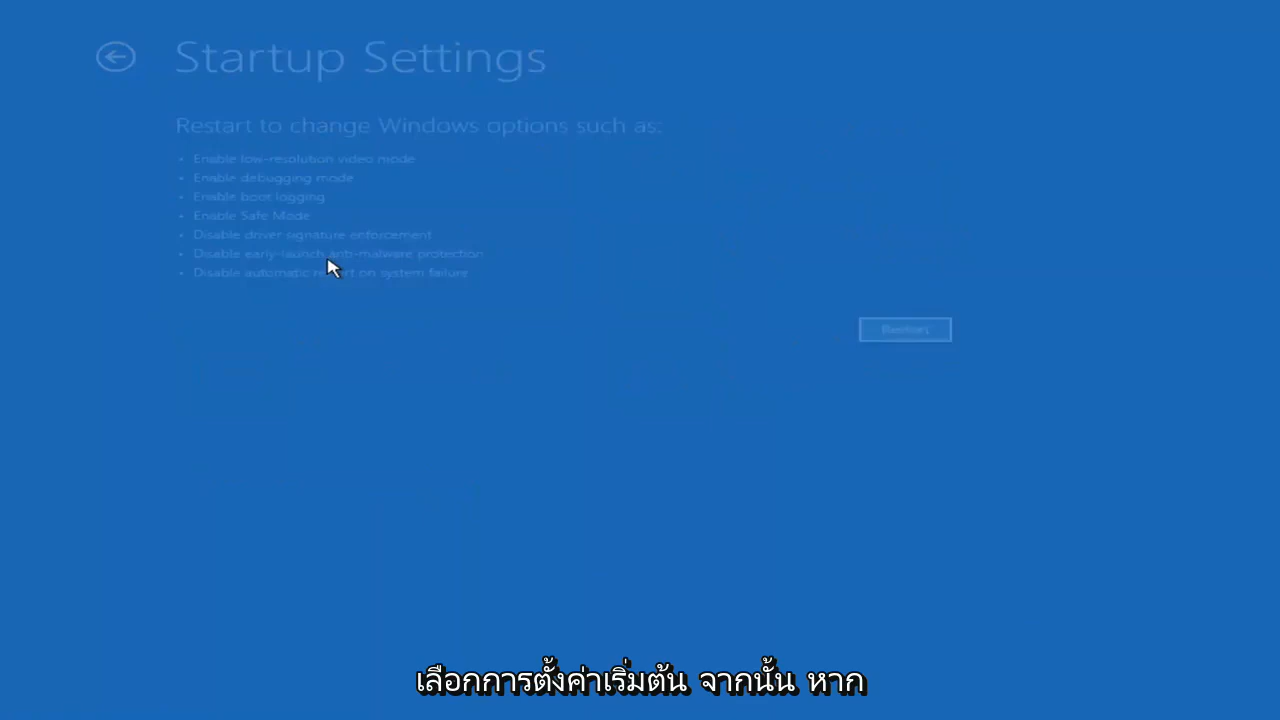 Startup Settings
Restart to change Windows options such as:
• Enable low-resolution video mode
• Enable debugging mode
• Enable boot logging
• Enable Safe Mode
• Disable driver signature enforcement
• Disable early-launch anti-malware protection
• Disable automatic restart on system failure
Restart
เลือกการตั้งค่าเริ่มต้น จากนั้น หาก